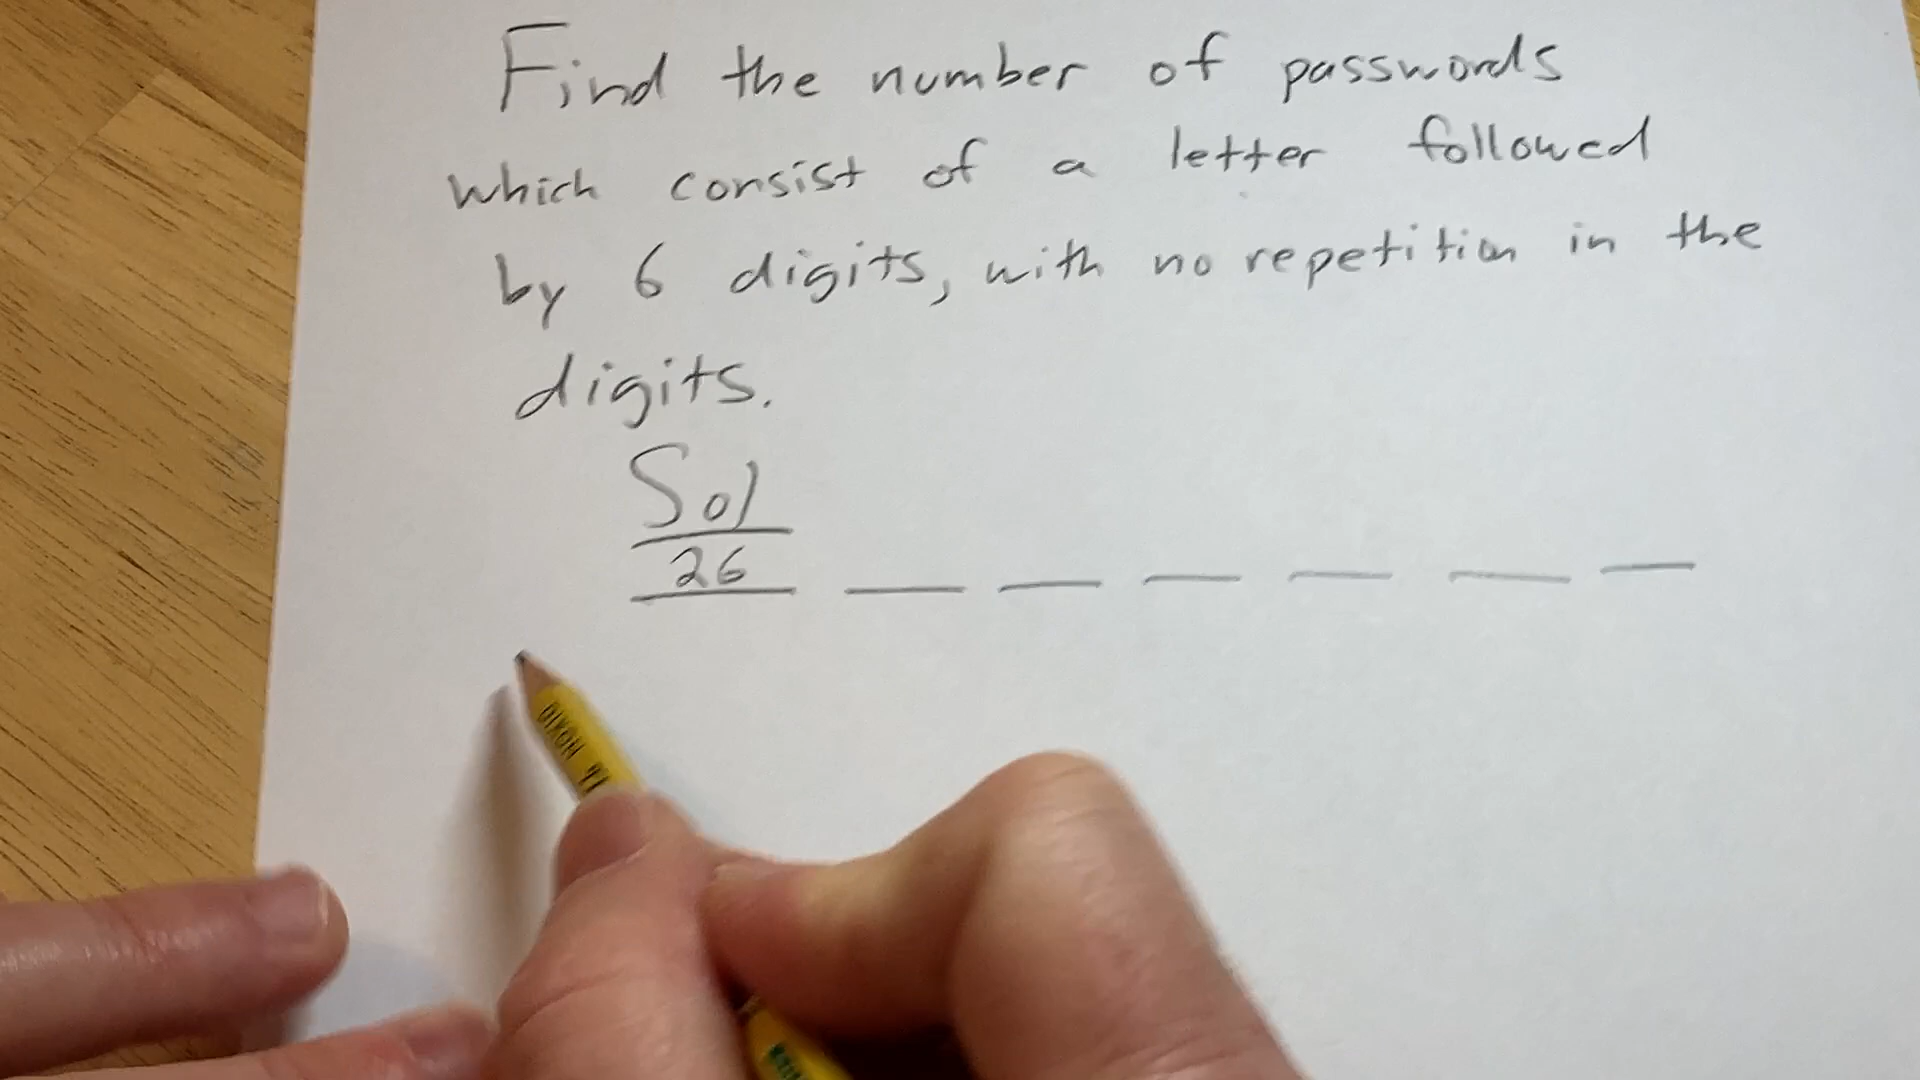 Find the number of passwords
which consist of a letter followed
by 6 digits, with no repetition in the
digits.
Sol
26
DIXON